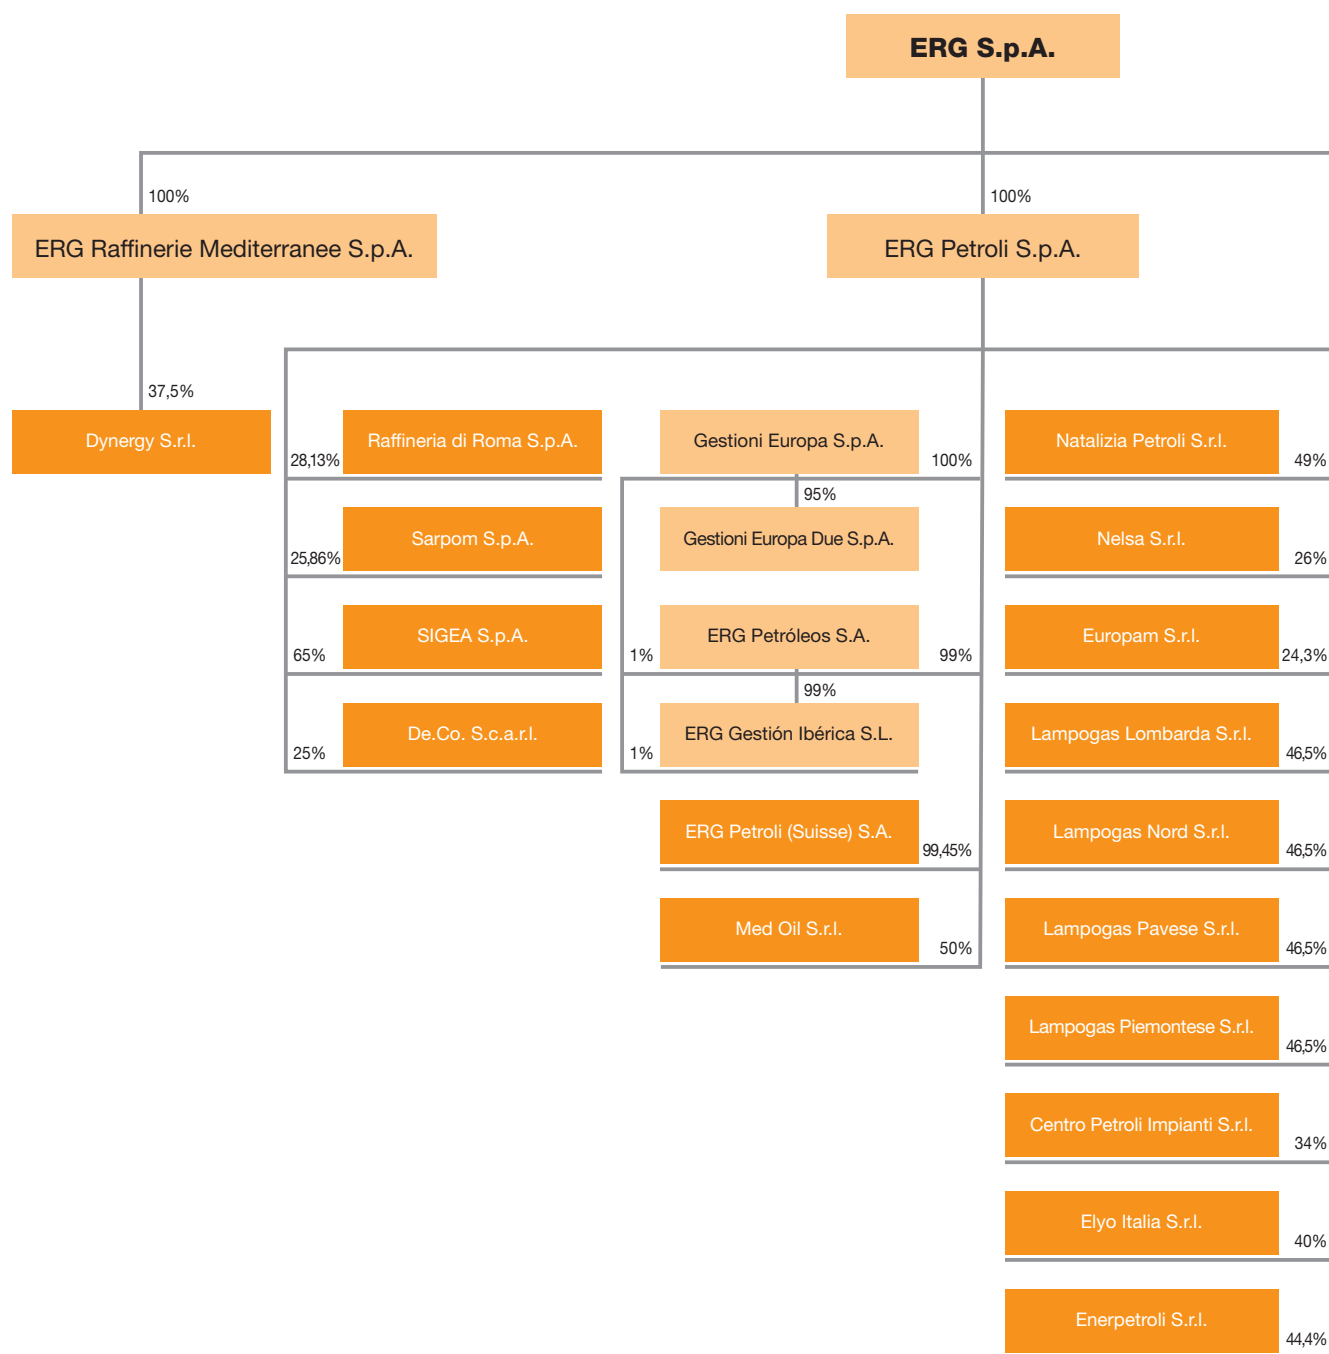 ERG S.p.A.
100%
100%
ERG Raffinerie Mediterranee S.p.A.
ERG Petroli S.p.A.
37,5%
Dynergy S.r.l.
Raffineria di Roma S.p.A.
28,13%
Sarpom S.p.A.
25,86%
SIGEA S.p.A.
65%
De.Co. S.c.a.r.l.
25%
Gestioni Europa S.p.A.
100%
95%
Gestioni Europa Due S.p.A.
ERG Petróleos S.A.
1%
99%
99%
ERG Gestión Ibérica S.L.
1%
ERG Petroli (Suisse) S.A.
99,45%
Med Oil S.r.l.
50%
Natalizia Petroli S.r.l.
49%
Nelsa S.r.l.
26%
Europam S.r.l.
24,3%
Lampogas Lombarda S.r.l.
46,5%
Lampogas Nord S.r.l.
46,5%
Lampogas Pavese S.r.l.
46,5%
Lampogas Piemontese S.r.l.
46,5%
Centro Petroli Impianti S.r.l.
34%
Elyo Italia S.r.l.
40%
Enerpetroli S.r.l.
44,4%